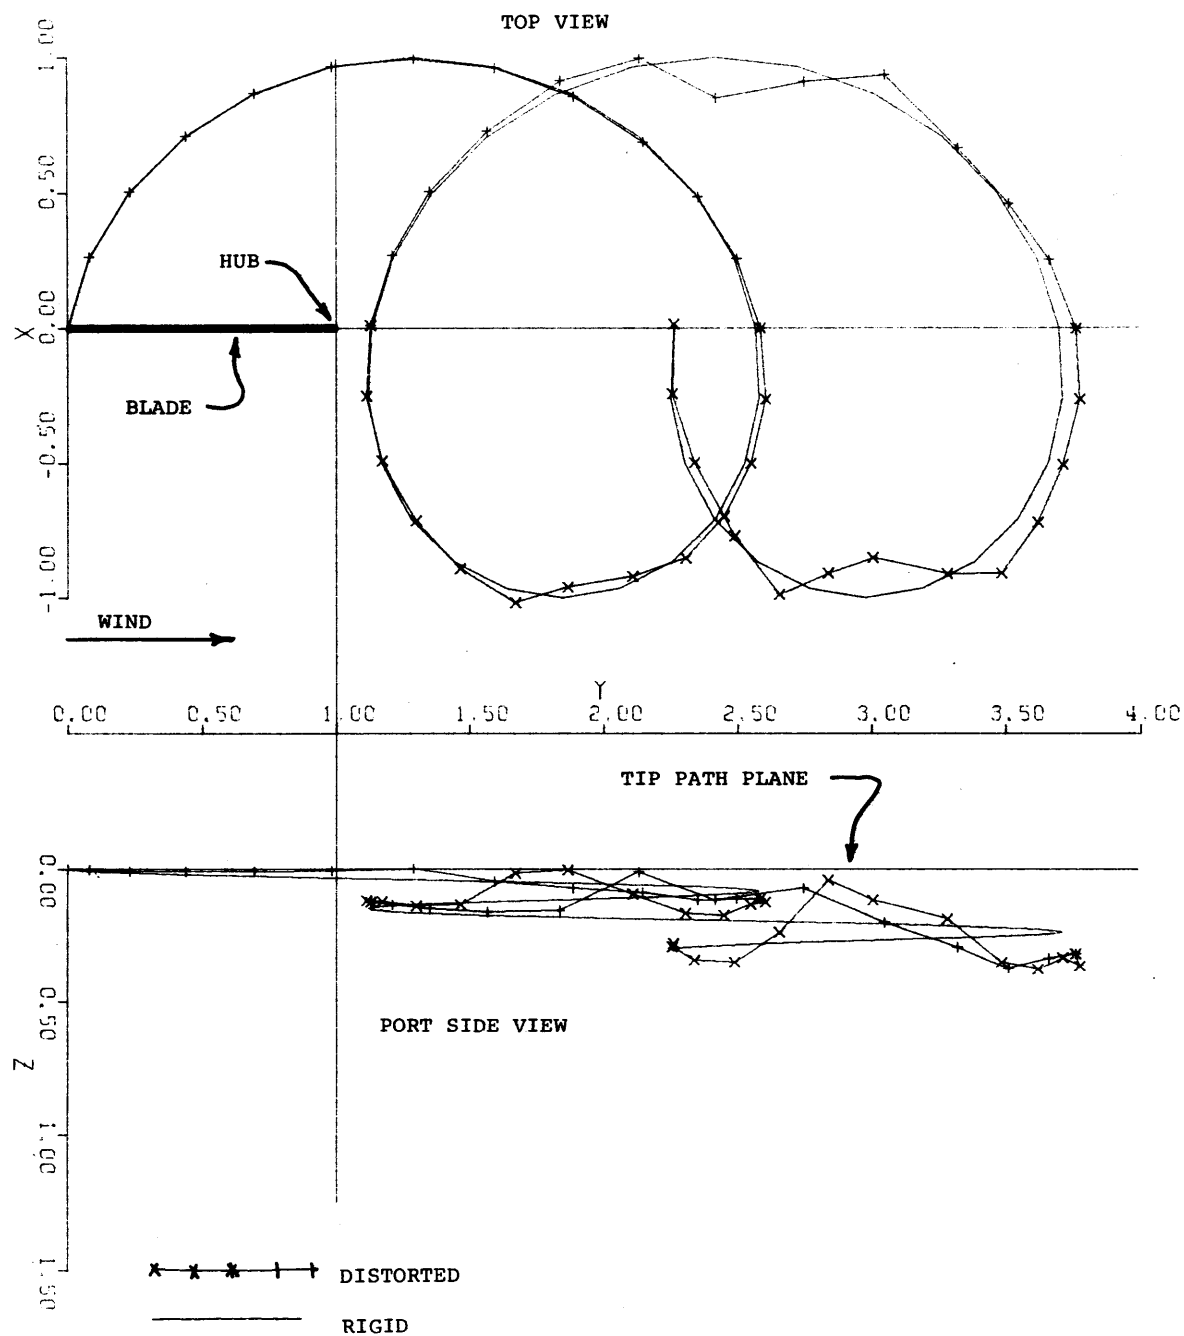 TOP VIEW
1.00
0.50
HUB
X
0.00
BLADE
-0.50
-1.00
WIND
Y
0.00 0.50 1.00 1.50 2.00 2.50 3.00 3.50 4.00
TIP PATH PLANE
0.00
0.50
PORT SIDE VIEW
Z
1.00
1.50
DISTORTED
RIGID